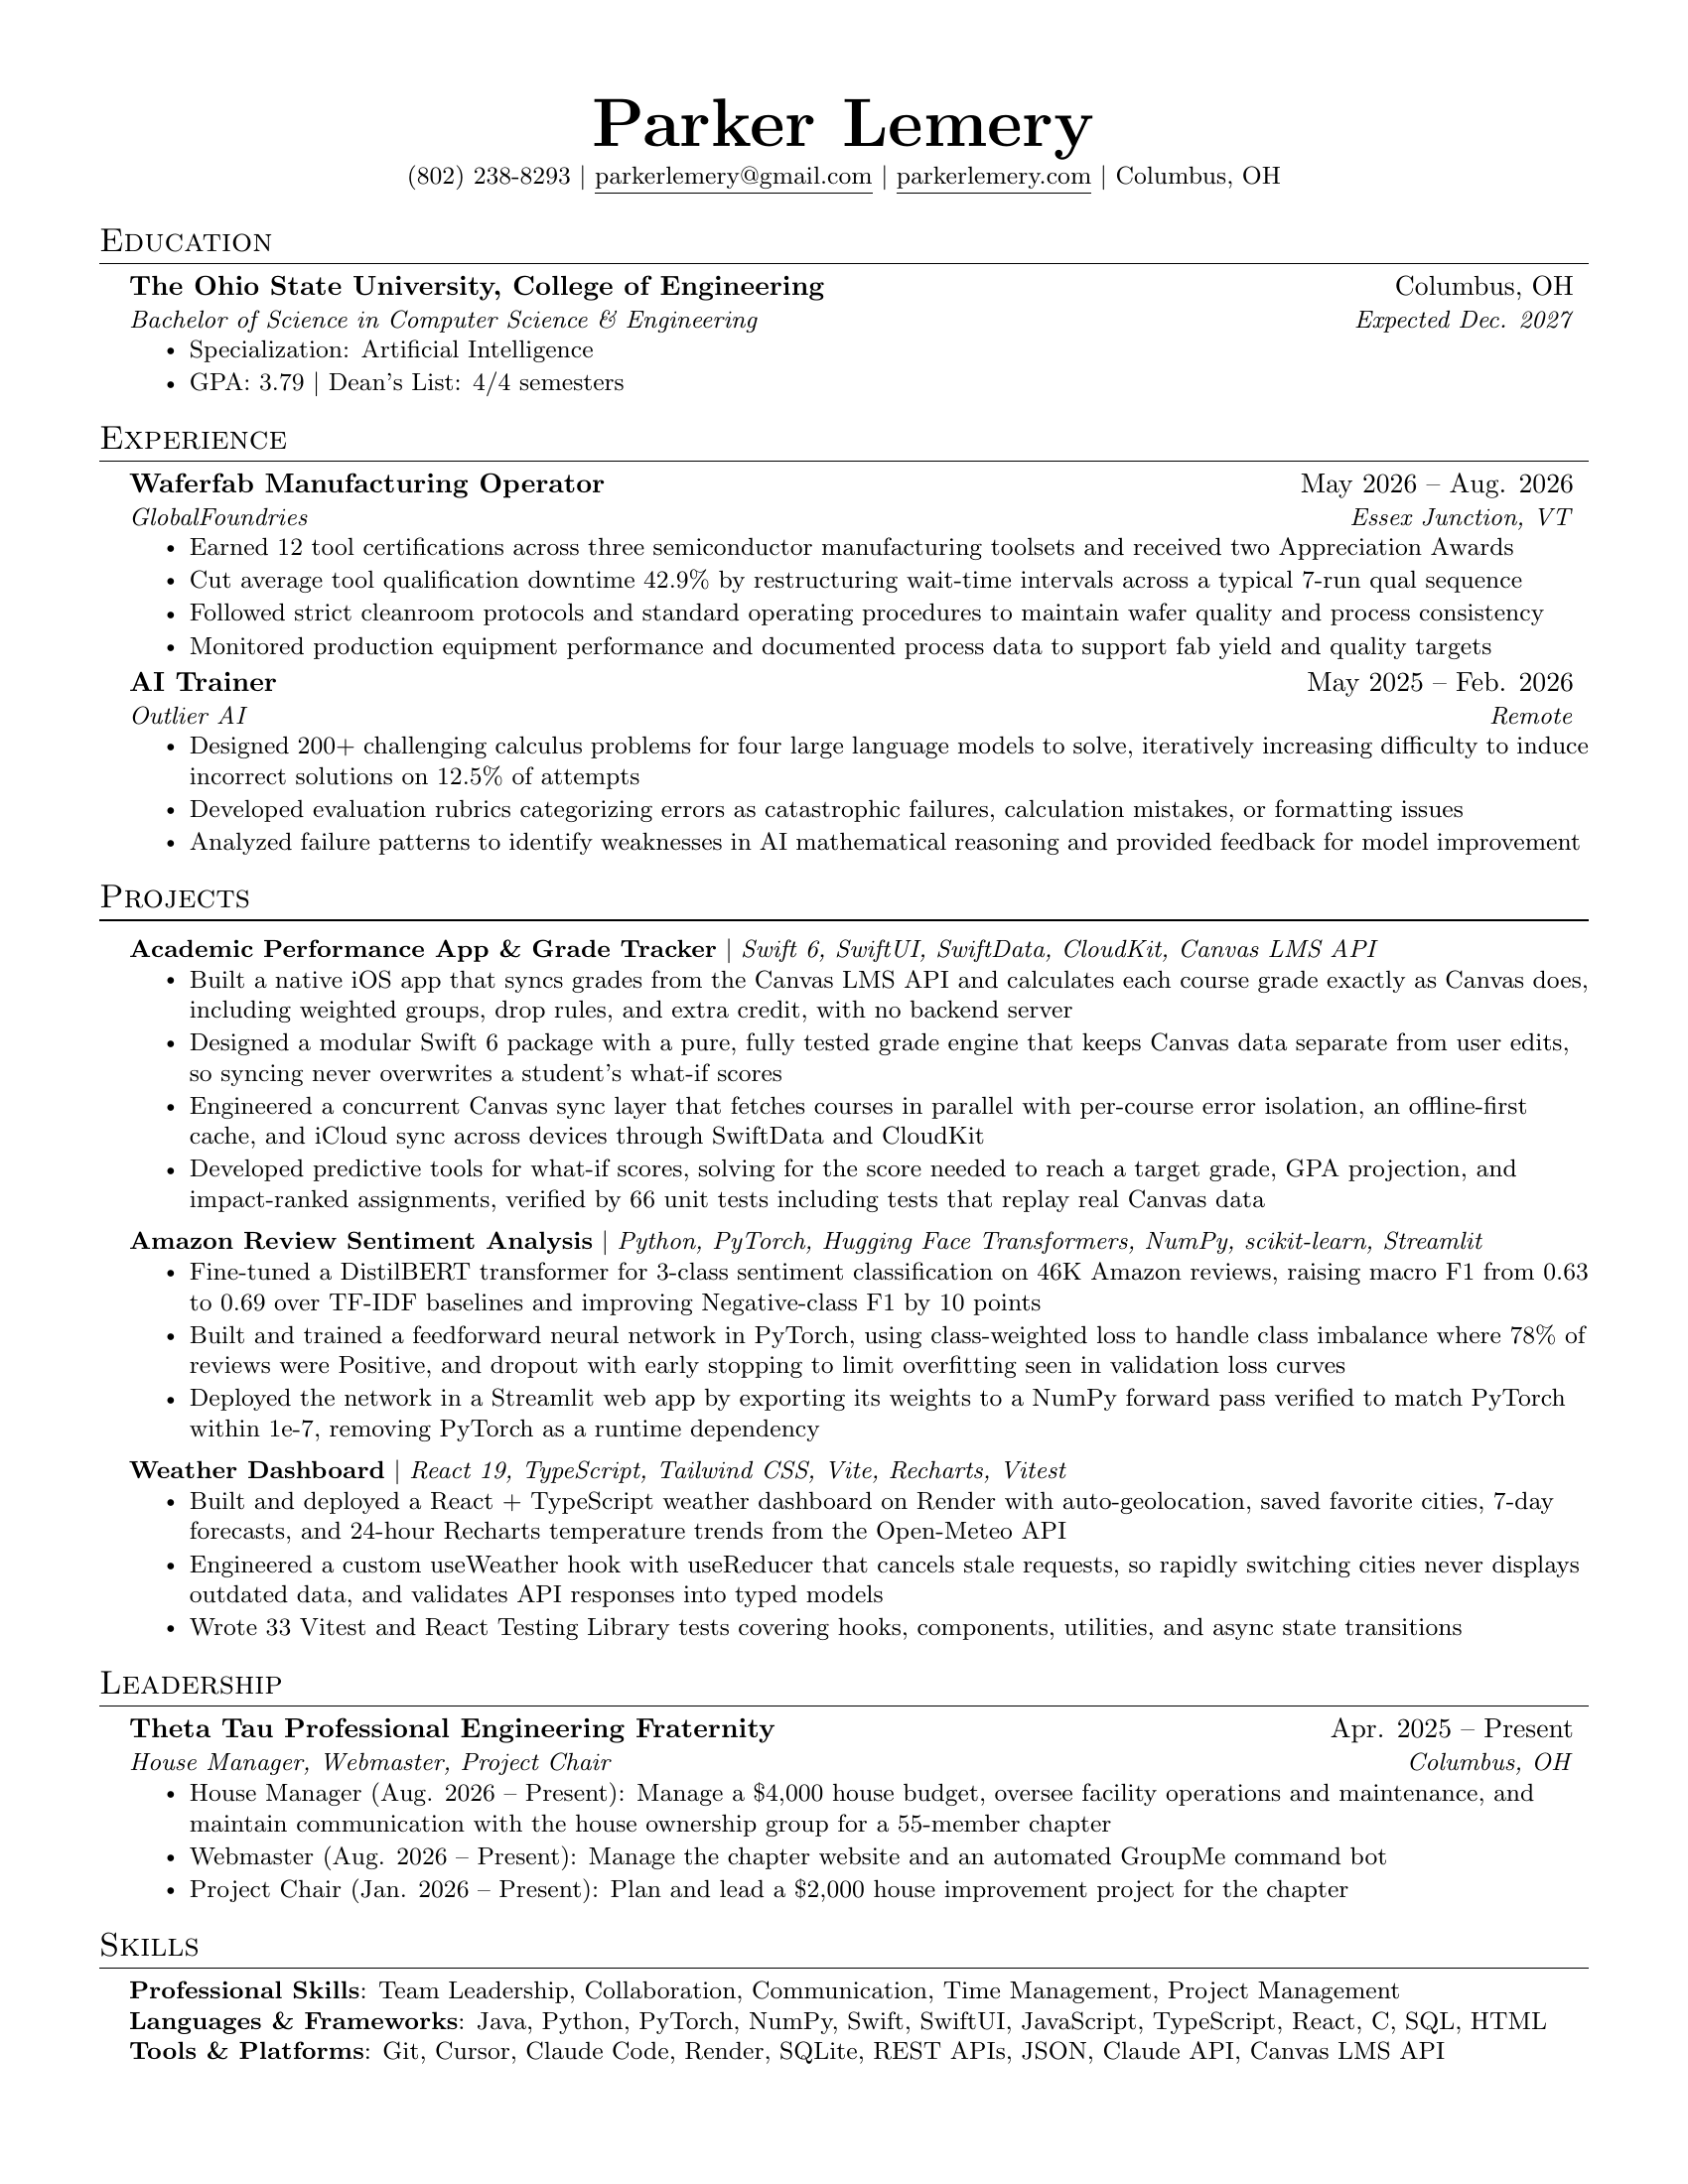 Parker Lemery
(802) 238-8293 | parkerlemery@gmail.com | parkerlemery.com | Columbus, OH
Education
The Ohio State University, College of Engineering Columbus, OH
Bachelor of Science in Computer Science & Engineering Expected Dec. 2027
• Specialization: Artificial Intelligence
• GPA: 3.79 | Dean's List: 4/4 semesters
Experience
Waferfab Manufacturing Operator May 2026 – Aug. 2026
GlobalFoundries Essex Junction, VT
• Earned 12 tool certifications across three semiconductor manufacturing toolsets and received two Appreciation Awards
• Cut average tool qualification downtime 42.9% by restructuring wait-time intervals across a typical 7-run qual sequence
• Followed strict cleanroom protocols and standard operating procedures to maintain wafer quality and process consistency
• Monitored production equipment performance and documented process data to support fab yield and quality targets
AI Trainer May 2025 – Feb. 2026
Outlier AI Remote
• Designed 200+ challenging calculus problems for four large language models to solve, iteratively increasing difficulty to induce
incorrect solutions on 12.5% of attempts
• Developed evaluation rubrics categorizing errors as catastrophic failures, calculation mistakes, or formatting issues
• Analyzed failure patterns to identify weaknesses in AI mathematical reasoning and provided feedback for model improvement
Projects
Academic Performance App & Grade Tracker | Swift 6, SwiftUI, SwiftData, CloudKit, Canvas LMS API
• Built a native iOS app that syncs grades from the Canvas LMS API and calculates each course grade exactly as Canvas does,
including weighted groups, drop rules, and extra credit, with no backend server
• Designed a modular Swift 6 package with a pure, fully tested grade engine that keeps Canvas data separate from user edits,
so syncing never overwrites a student's what-if scores
• Engineered a concurrent Canvas sync layer that fetches courses in parallel with per-course error isolation, an offline-first
cache, and iCloud sync across devices through SwiftData and CloudKit
• Developed predictive tools for what-if scores, solving for the score needed to reach a target grade, GPA projection, and
impact-ranked assignments, verified by 66 unit tests including tests that replay real Canvas data
Amazon Review Sentiment Analysis | Python, PyTorch, Hugging Face Transformers, NumPy, scikit-learn, Streamlit
• Fine-tuned a DistilBERT transformer for 3-class sentiment classification on 46K Amazon reviews, raising macro F1 from 0.63
to 0.69 over TF-IDF baselines and improving Negative-class F1 by 10 points
• Built and trained a feedforward neural network in PyTorch, using class-weighted loss to handle class imbalance where 78% of
reviews were Positive, and dropout with early stopping to limit overfitting seen in validation loss curves
• Deployed the network in a Streamlit web app by exporting its weights to a NumPy forward pass verified to match PyTorch
within 1e-7, removing PyTorch as a runtime dependency
Weather Dashboard | React 19, TypeScript, Tailwind CSS, Vite, Recharts, Vitest
• Built and deployed a React + TypeScript weather dashboard on Render with auto-geolocation, saved favorite cities, 7-day
forecasts, and 24-hour Recharts temperature trends from the Open-Meteo API
• Engineered a custom useWeather hook with useReducer that cancels stale requests, so rapidly switching cities never displays
outdated data, and validates API responses into typed models
• Wrote 33 Vitest and React Testing Library tests covering hooks, components, utilities, and async state transitions
Leadership
Theta Tau Professional Engineering Fraternity Apr. 2025 – Present
House Manager, Webmaster, Project Chair Columbus, OH
• House Manager (Aug. 2026 – Present): Manage a $4,000 house budget, oversee facility operations and maintenance, and
maintain communication with the house ownership group for a 55-member chapter
• Webmaster (Aug. 2026 – Present): Manage the chapter website and an automated GroupMe command bot
• Project Chair (Jan. 2026 – Present): Plan and lead a $2,000 house improvement project for the chapter
Skills
Professional Skills: Team Leadership, Collaboration, Communication, Time Management, Project Management
Languages & Frameworks: Java, Python, PyTorch, NumPy, Swift, SwiftUI, JavaScript, TypeScript, React, C, SQL, HTML
Tools & Platforms: Git, Cursor, Claude Code, Render, SQLite, REST APIs, JSON, Claude API, Canvas LMS API